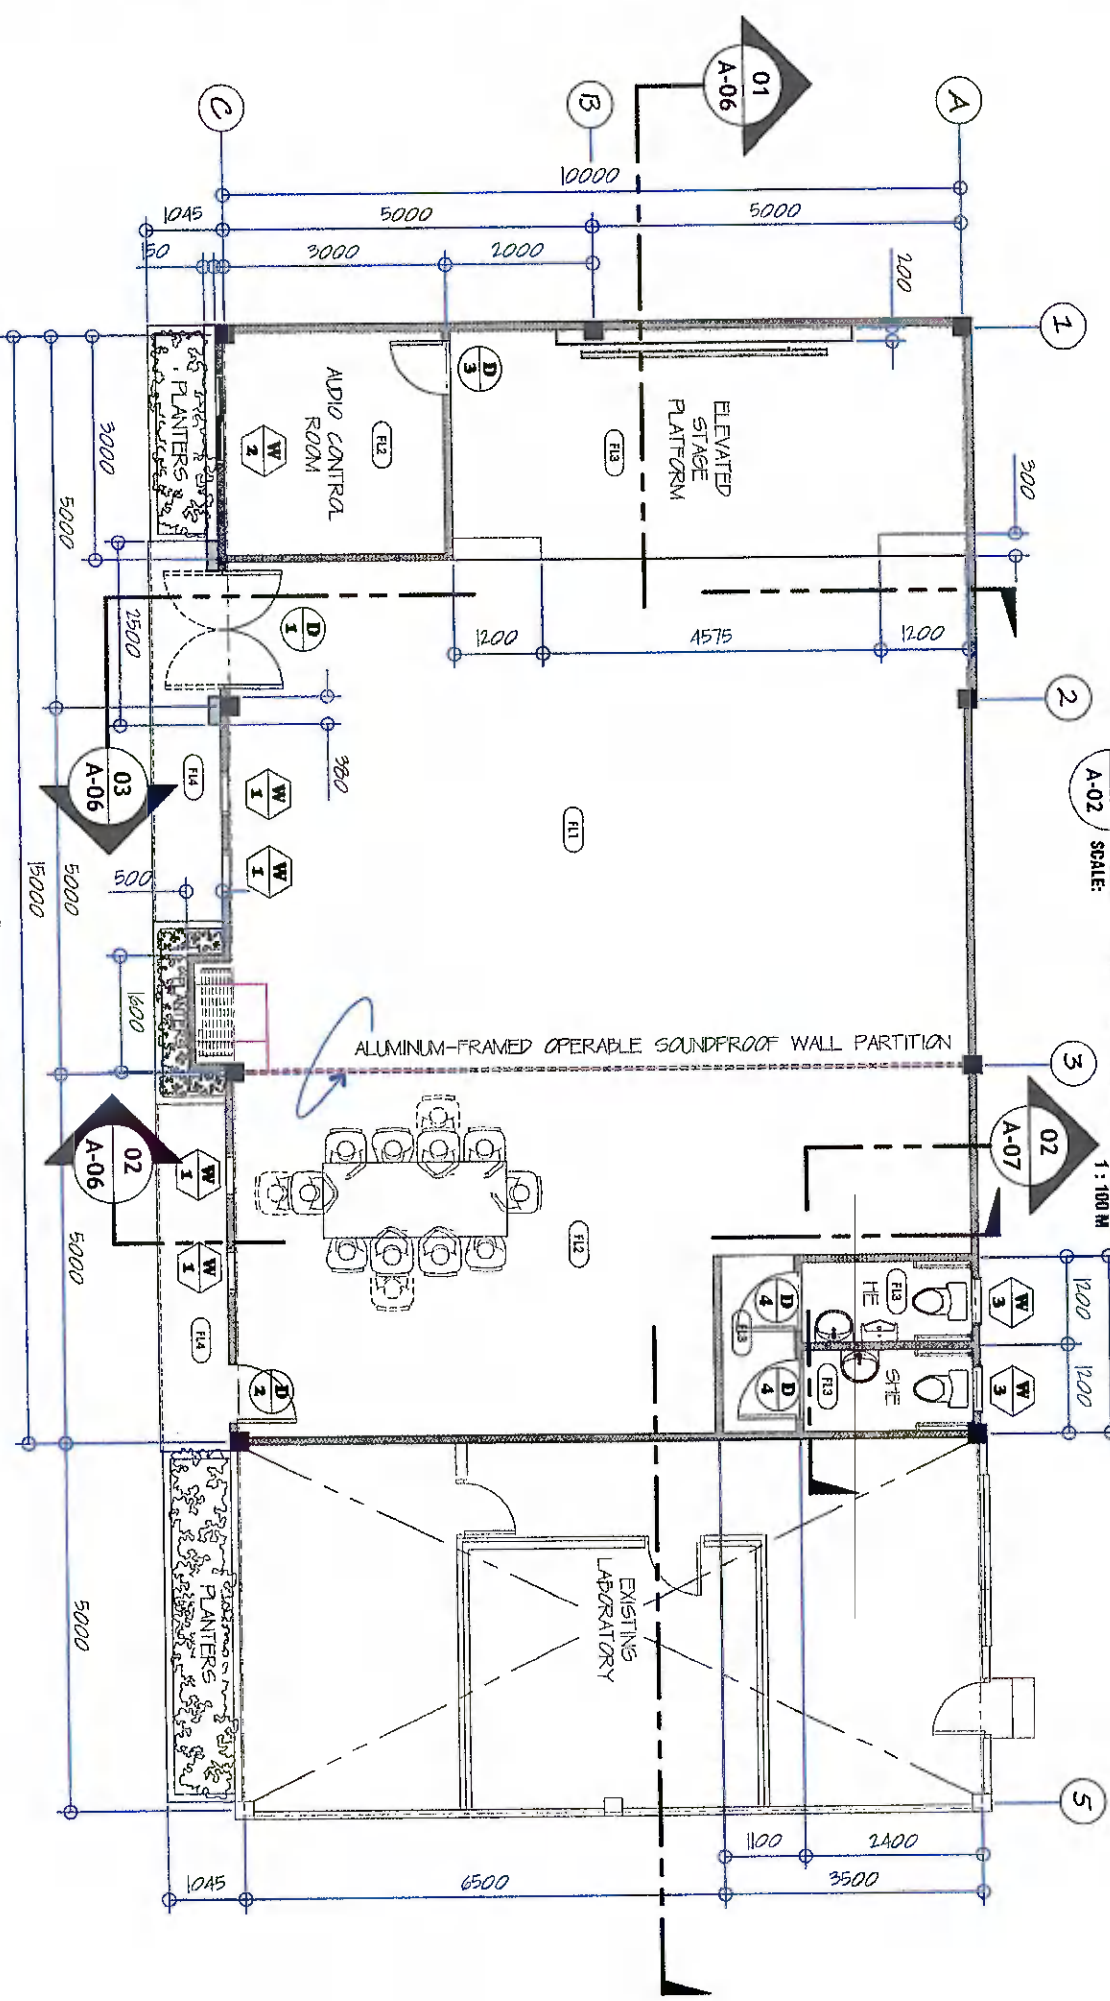 01
A-06
A
B
C
10000
5000
5000
1045
150
3000
2000
200
1
PLANTERS
AUDIO CONTROL
ROOM
W
2
FL2
D
3
ELEVATED
STAGE
PLATFORM
FL3
300
3000
5000
2500
D
1
1200
4575
1200
2
380
03
A-06
FL4
W
1
W
1
FL1
A-02
SCALE:
1 : 100 M
15000
5000
500
1600
PLANTERS
ALUMINUM-FRAMED OPERABLE SOUNDPROOF WALL PARTITION
3
02
A-06
02
A-07
W
1
W
1
5000
FL4
FL2
D
2
D
4
D
4
FL3
HE
FL3
SHE
FL3
W
3
W
3
1200
1200
PLANTERS
EXISTING
LABORATORY
5000
5
1100
2400
1045
6500
3500